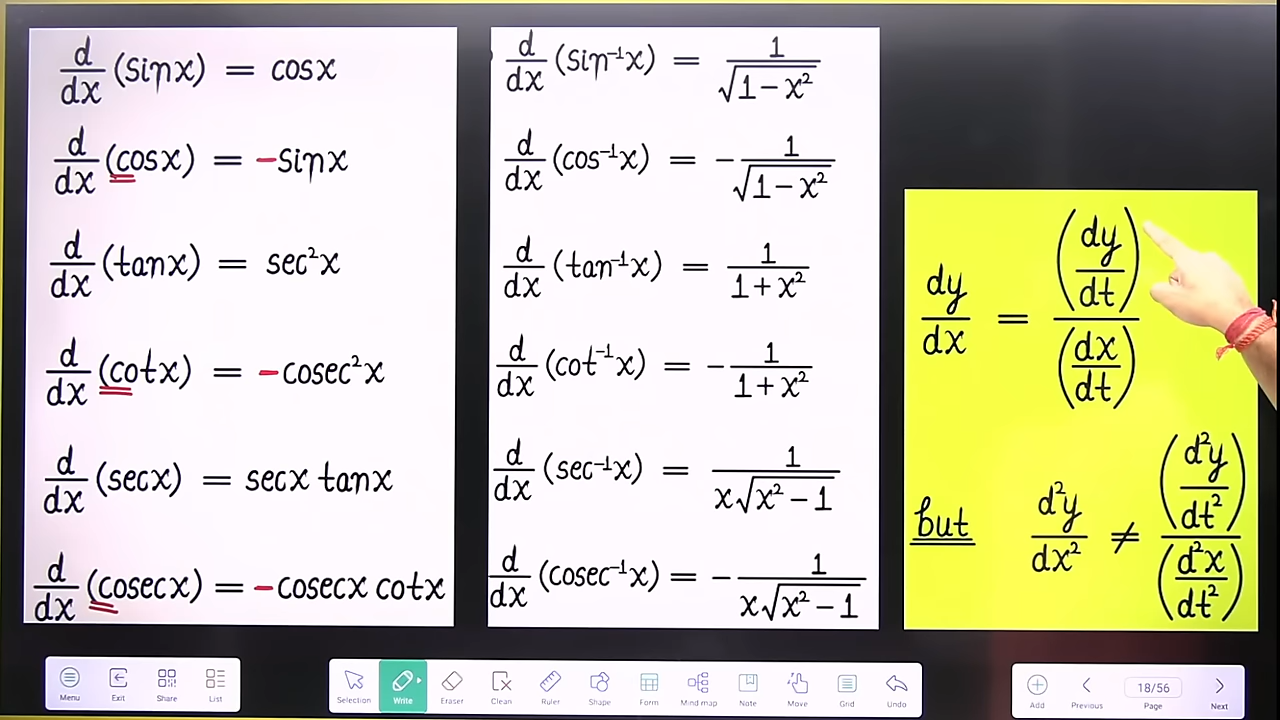 d/dx (sinx) = cosx
d/dx (cosx) = -sinx
d/dx (tanx) = sec²x
d/dx (cotx) = -cosec²x
d/dx (secx) = secx tanx
d/dx (cosecx) = -cosecx cotx
d/dx (sin⁻¹x) = 1/√(1-x²)
d/dx (cos⁻¹x) = -1/√(1-x²)
d/dx (tan⁻¹x) = 1/(1+x²)
d/dx (cot⁻¹x) = -1/(1+x²)
d/dx (sec⁻¹x) = 1/(x√(x²-1))
d/dx (cosec⁻¹x) = -1/(x√(x²-1))
dy/dx = (dy/dt)/(dx/dt)
but d²y/dx² ≠ (d²y/dt²)/(d²x/dt²)
Menu Exit Share List
Selection Write Eraser Clean Ruler Shape Form Mind map Note Move Grid Undo
18/56
Add Previous Page Next